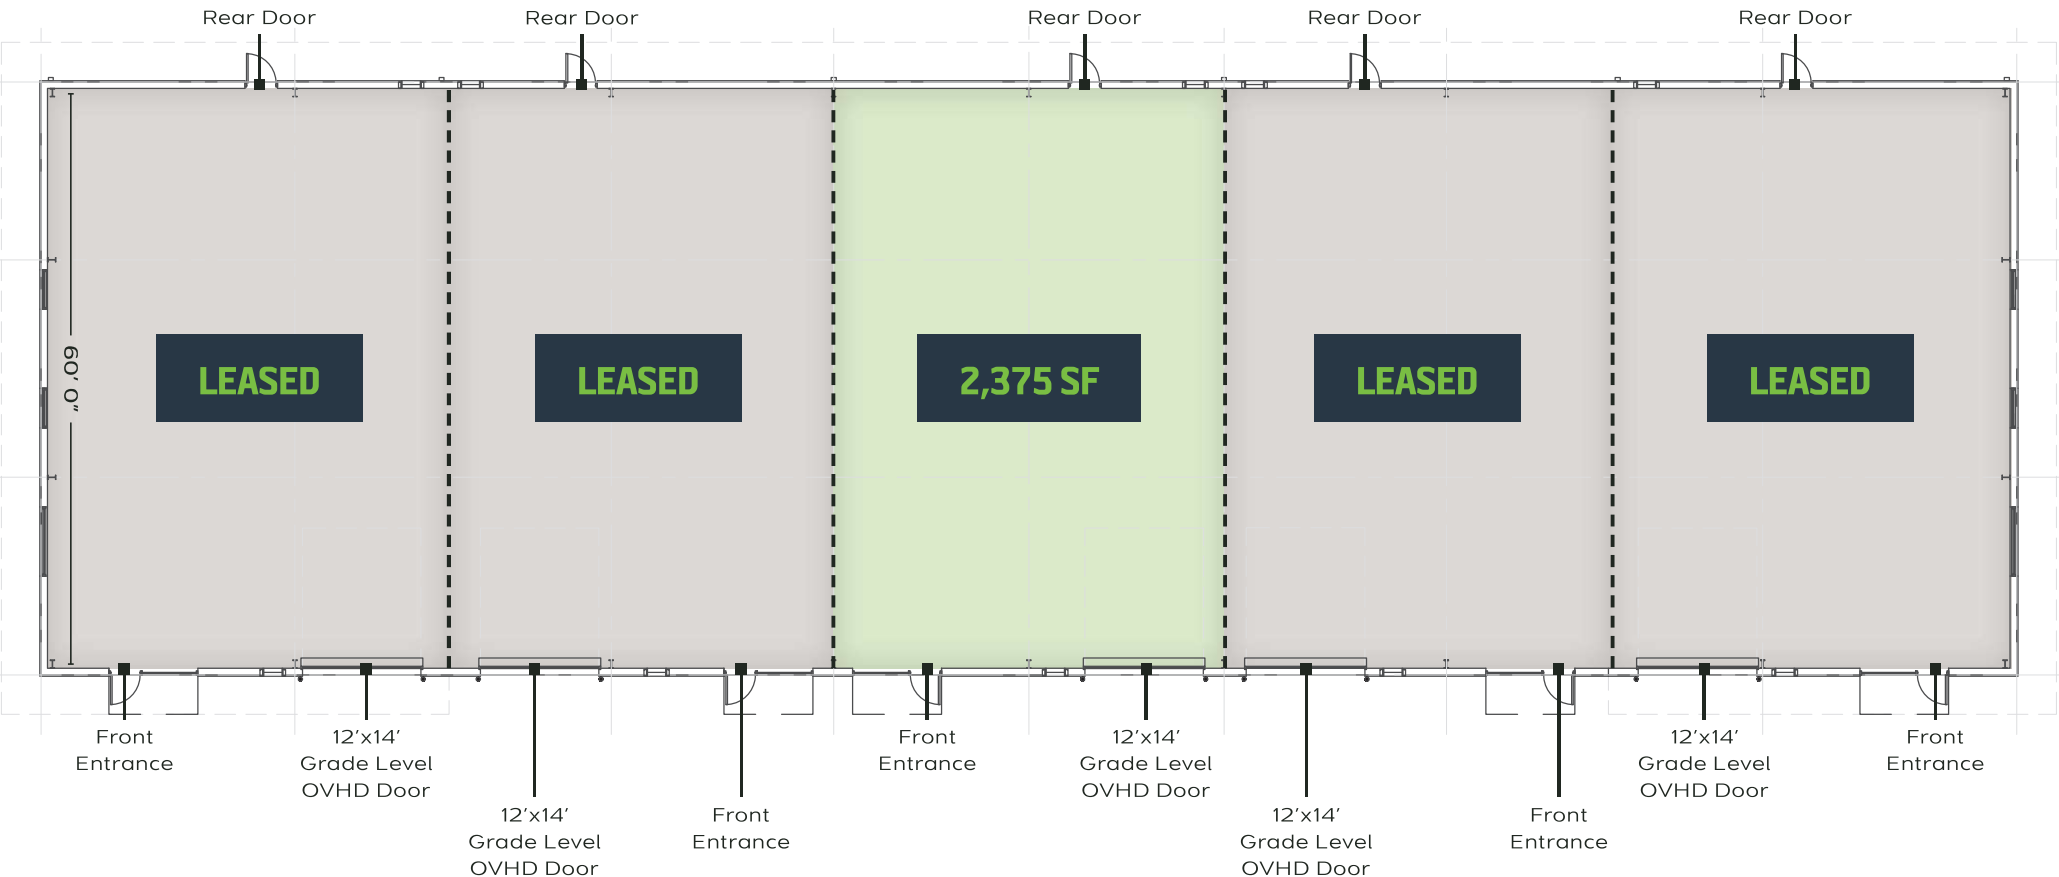 Rear Door
Rear Door
Rear Door
Rear Door
Rear Door
60’ 0”
LEASED
LEASED
2,375 SF
LEASED
LEASED
Front
Entrance
12’x14’
Grade Level
OVHD Door
12’x14’
Grade Level
OVHD Door
Front
Entrance
Front
Entrance
12’x14’
Grade Level
OVHD Door
12’x14’
Grade Level
OVHD Door
Front
Entrance
12’x14’
Grade Level
OVHD Door
Front
Entrance